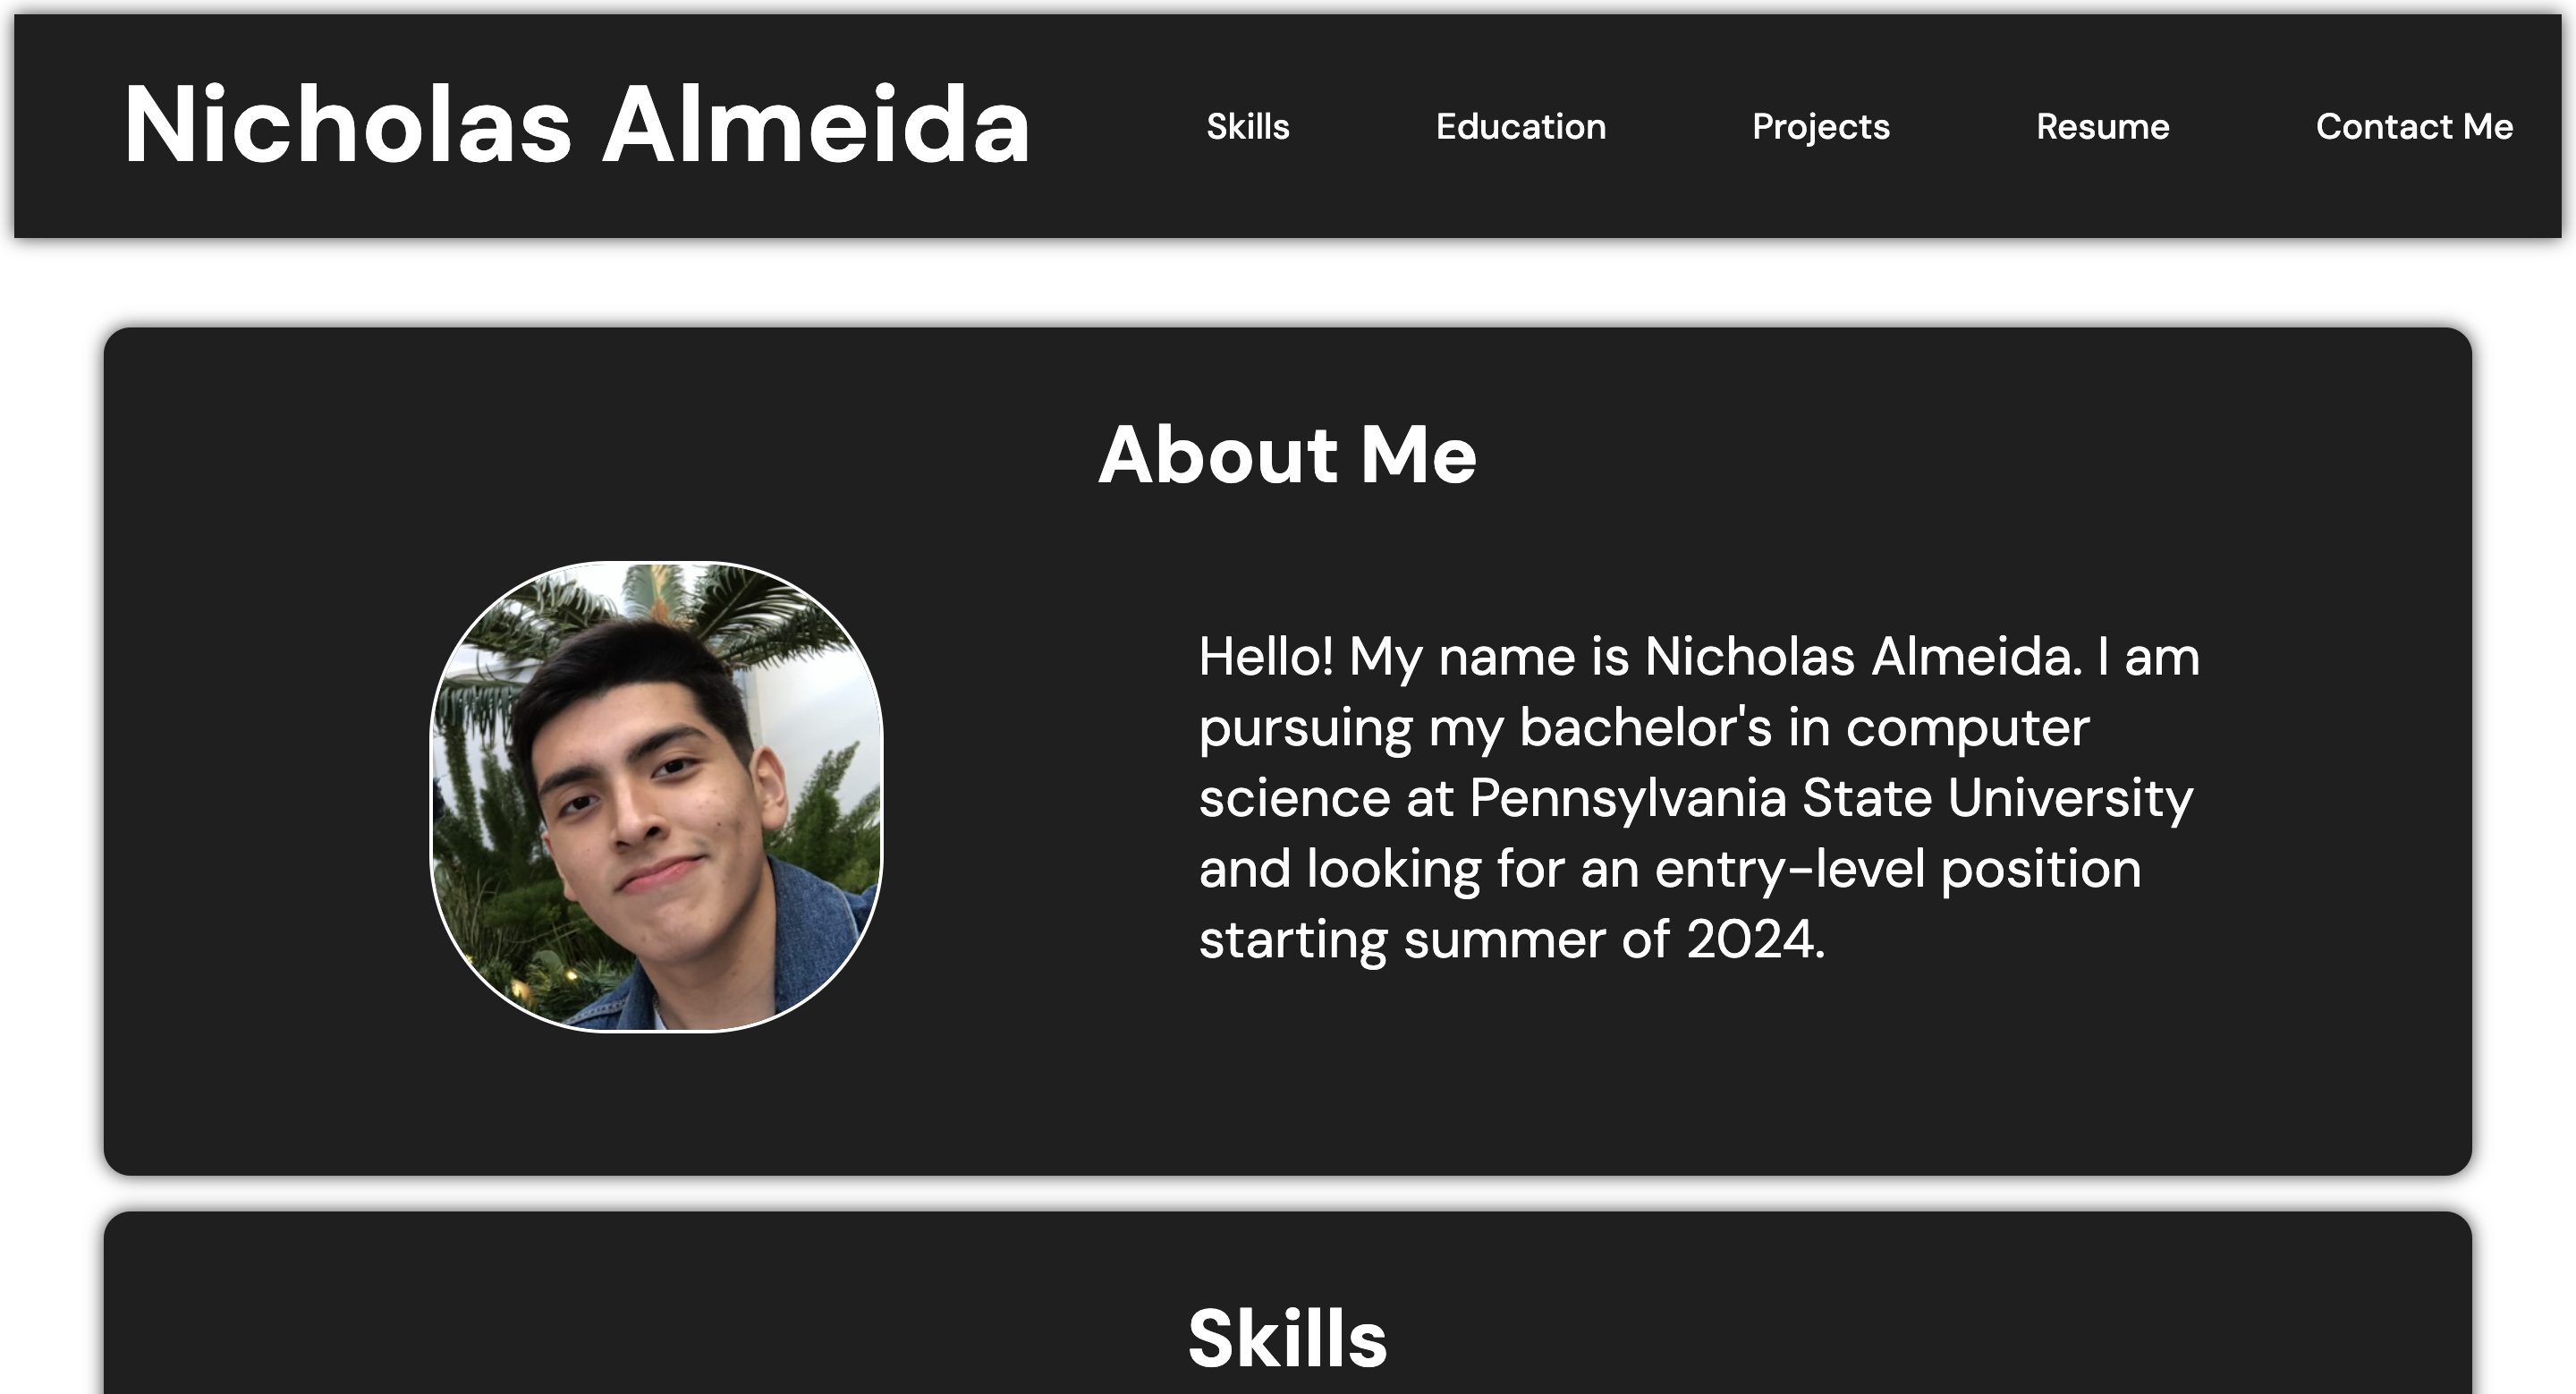 Nicholas Almeida
Skills Education Projects Resume Contact Me
About Me
Hello! My name is Nicholas Almeida. I am
pursuing my bachelor's in computer
science at Pennsylvania State University
and looking for an entry-level position
starting summer of 2024.
Skills